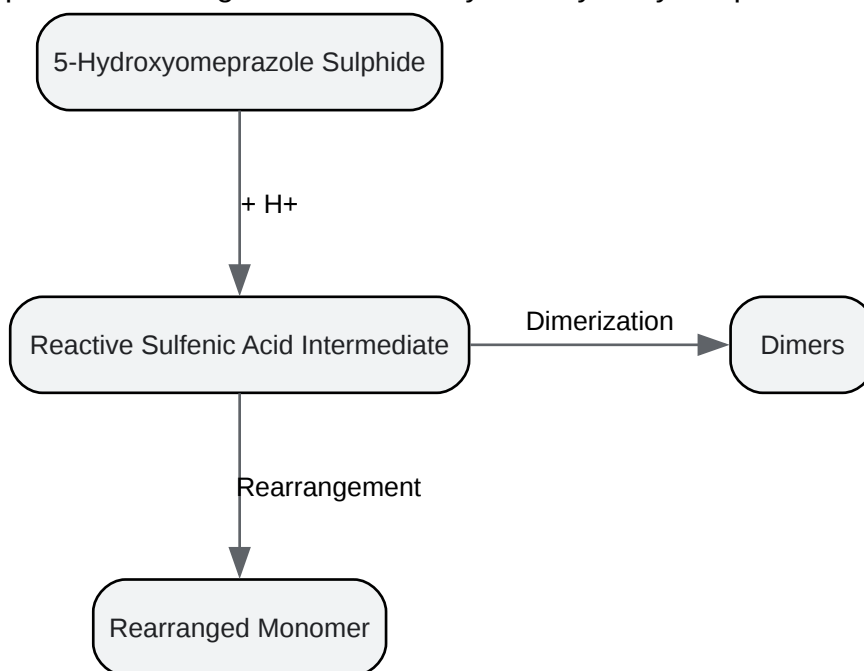 5-Hydroxyomeprazole Sulphide
+ H+
Reactive Sulfenic Acid Intermediate
Dimerization
Dimers
Rearrangement
Rearranged Monomer